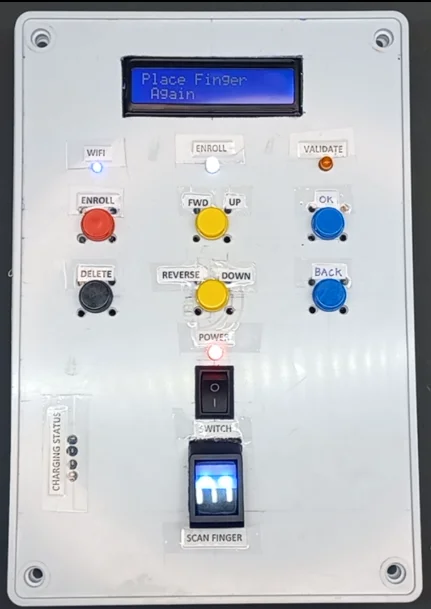 Place Finger
Again
WIFI
ENROLL
VALIDATE
ENROLL
FWD UP
OK
DELETE
REVERSE DOWN
BACK
POWER
SWITCH
CHARGING STATUS
SCAN FINGER